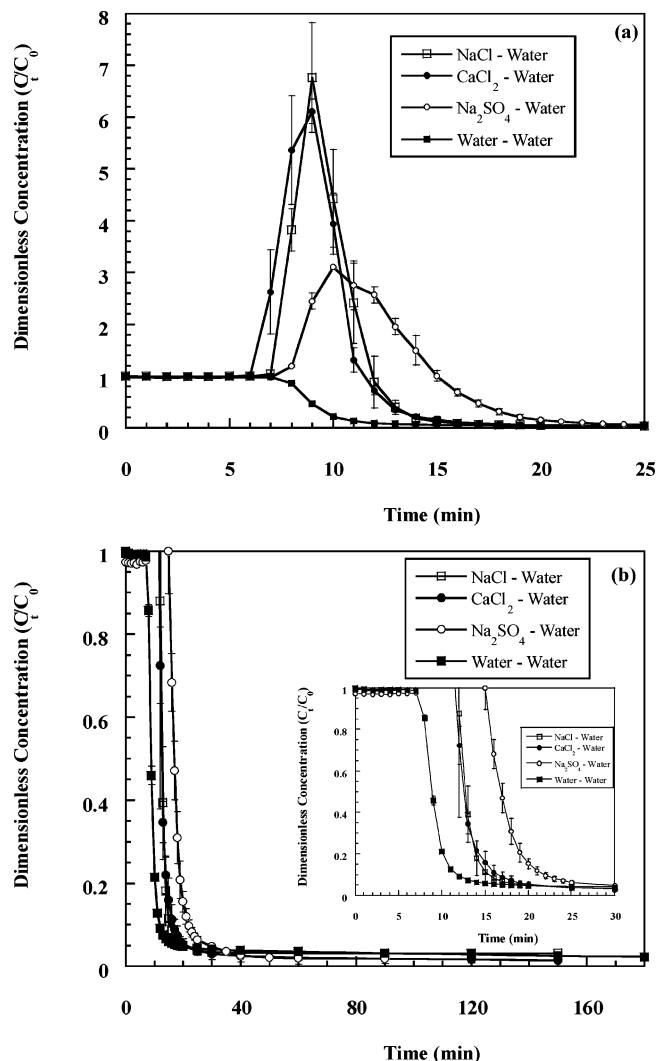 (a)
NaCl - Water
CaCl2 - Water
Na2SO4 - Water
Water - Water
Dimensionless Concentration (Ct/C0)
8
7
6
5
4
3
2
1
0
0 5 10 15 20 25
Time (min)
(b)
NaCl - Water
CaCl2 - Water
Na2SO4 - Water
Water - Water
Dimensionless Concentration (Ct/C0)
1
0.8
0.6
0.4
0.2
0
0 40 80 120 160
Time (min)
Dimensionless Concentration (Ct/C0)
1
0.8
0.6
0.4
0.2
0
NaCl - Water
CaCl2 - Water
Na2SO4 - Water
Water - Water
0 5 10 15 20 25 30
Time (min)